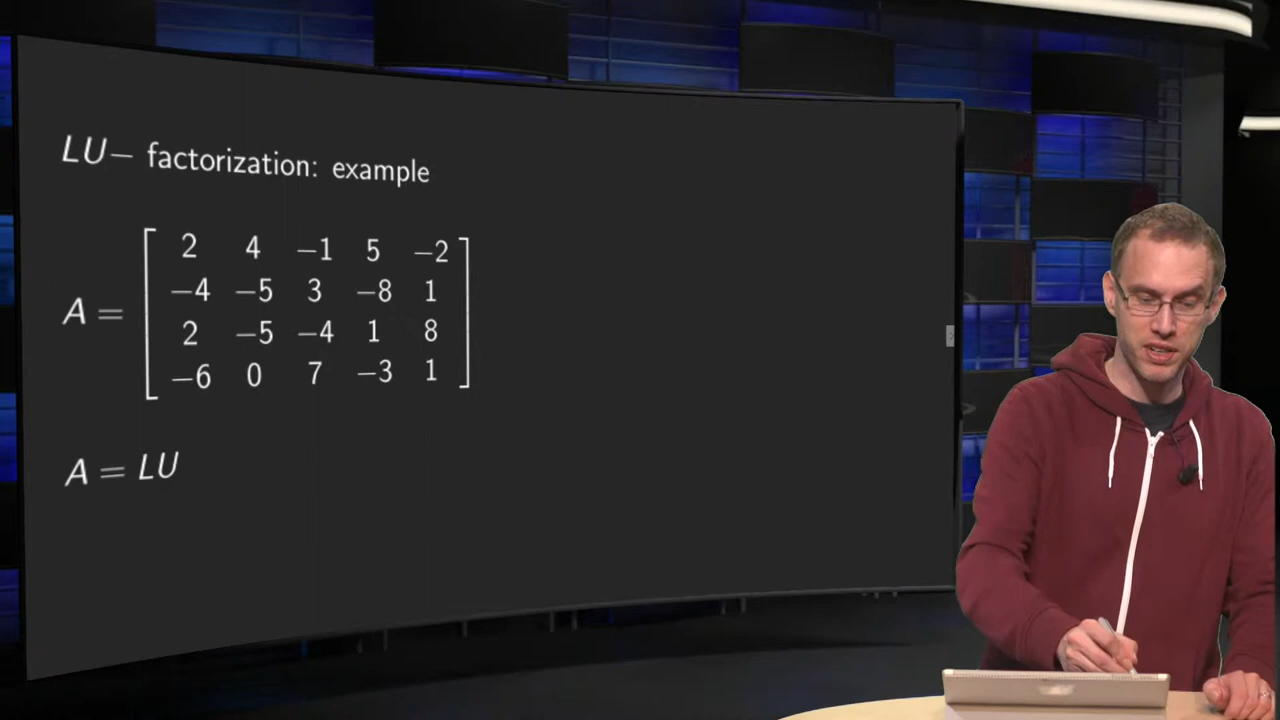 LU– factorization: example
2 4 −1 5 −2
−4 −5 3 −8 1
A = 2 −5 −4 1 8
−6 0 7 −3 1
A = LU